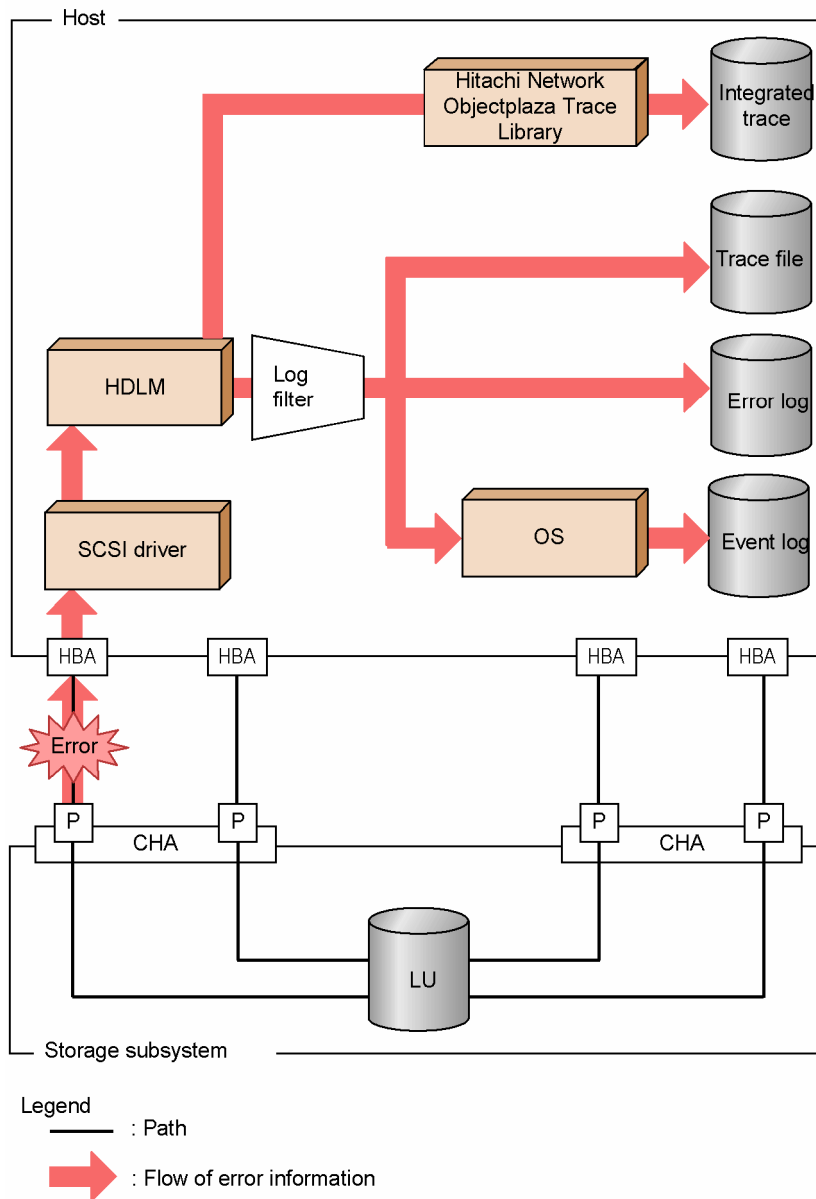 Host
Hitachi Network
Objectplaza Trace
Library
Integrated
trace
Trace file
HDLM
Log
filter
Error log
SCSI driver
OS
Event log
HBA
HBA
HBA
HBA
Error
P
P
P
P
CHA
CHA
LU
Storage subsystem
Legend
: Path
: Flow of error information